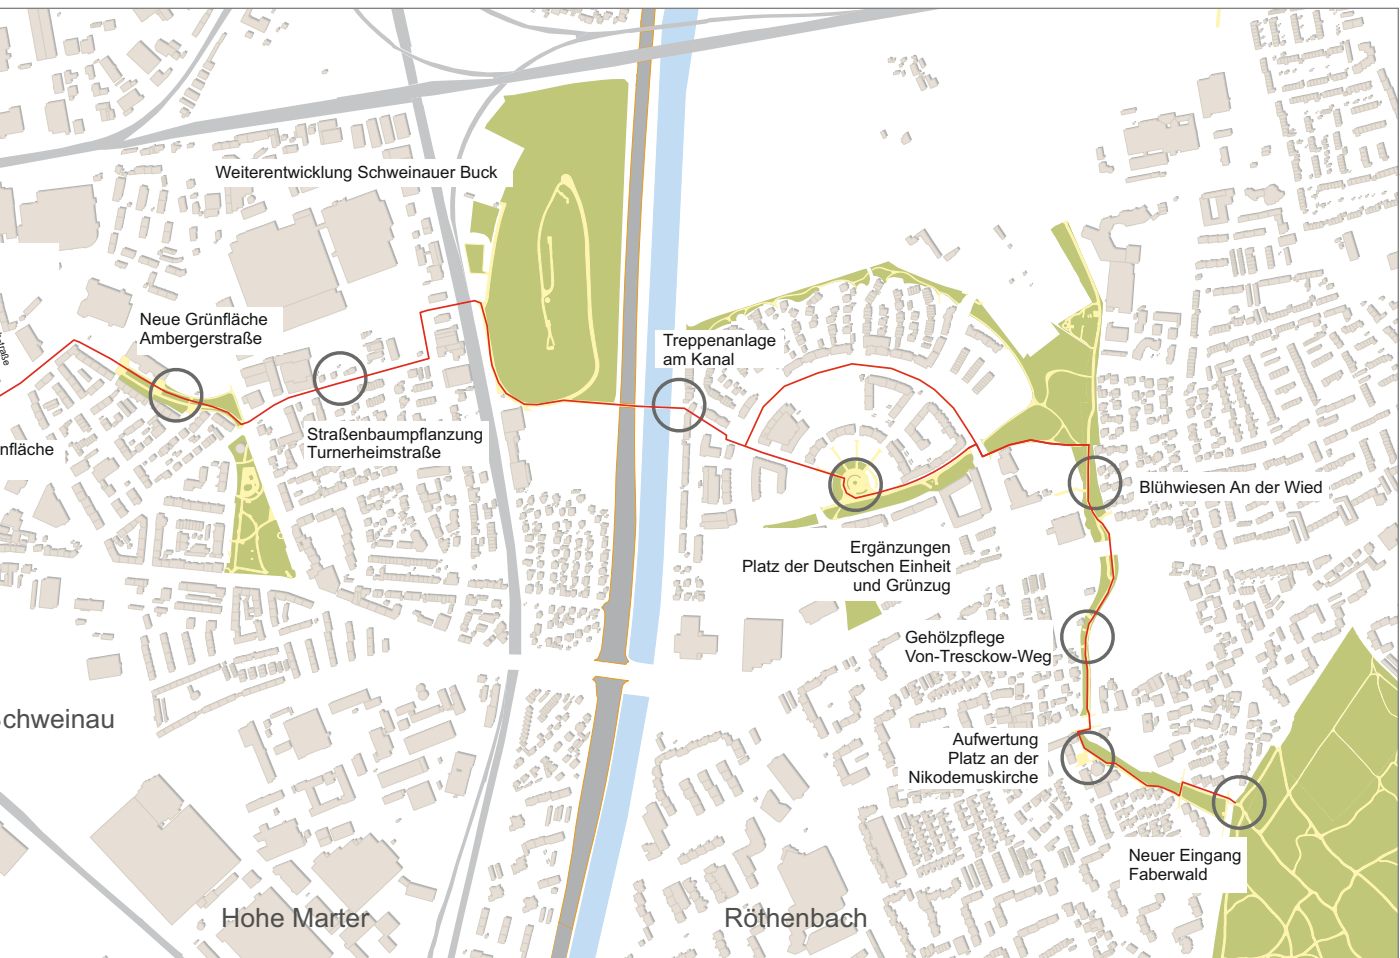 Weiterentwicklung Schweinauer Buck
Neue Grünfläche
Ambergerstraße
Treppenanlage
am Kanal
Straßenbaumpflanzung
Turnerheimstraße
nfläche
Blühwiesen An der Wied
Ergänzungen
Platz der Deutschen Einheit
und Grünzug
Gehölzpflege
Von-Tresckow-Weg
chweinau
Aufwertung
Platz an der
Nikodemuskirche
Neuer Eingang
Faberwald
Hohe Marter
Röthenbach